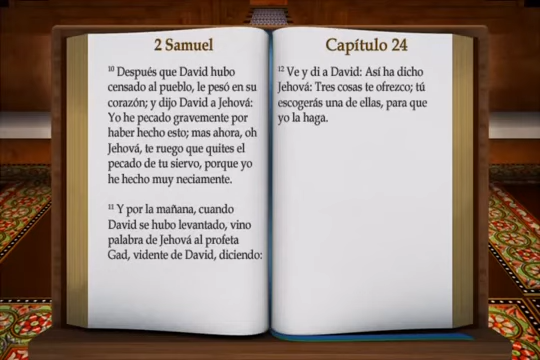 2 Samuel
10 Después que David hubo
censado al pueblo, le pesó en su
corazón; y dijo David a Jehová:
Yo he pecado gravemente por
haber hecho esto; mas ahora, oh
Jehová, te ruego que quites el
pecado de tu siervo, porque yo
he hecho muy neciamente.
11 Y por la mañana, cuando
David se hubo levantado, vino
palabra de Jehová al profeta
Gad, vidente de David, diciendo:
Capítulo 24
12 Ve y di a David: Así ha dicho
Jehová: Tres cosas te ofrezco; tú
escogerás una de ellas, para que
yo la haga.